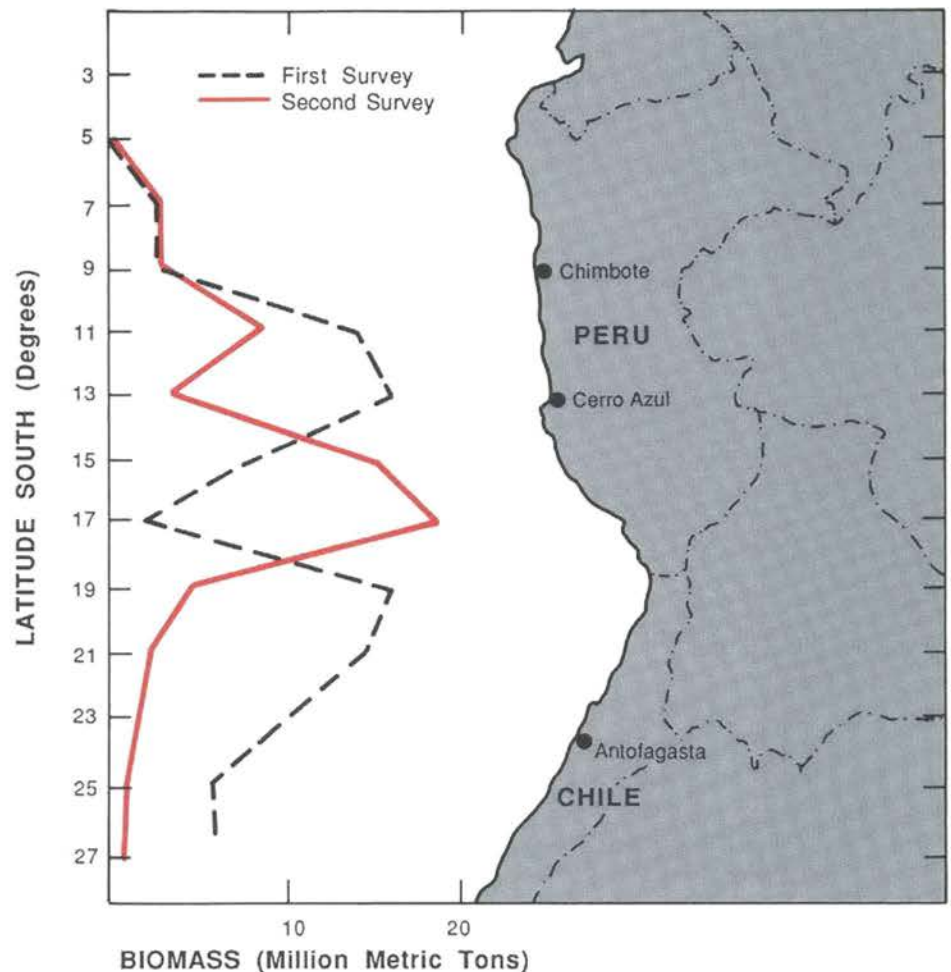 First Survey
Second Survey
3
5
7
9
11
13
15
17
19
21
23
25
27
LATITUDE SOUTH (Degrees)
Chimbote
PERU
Cerro Azul
Antofagasta
CHILE
10
20
BIOMASS (Million Metric Tons)